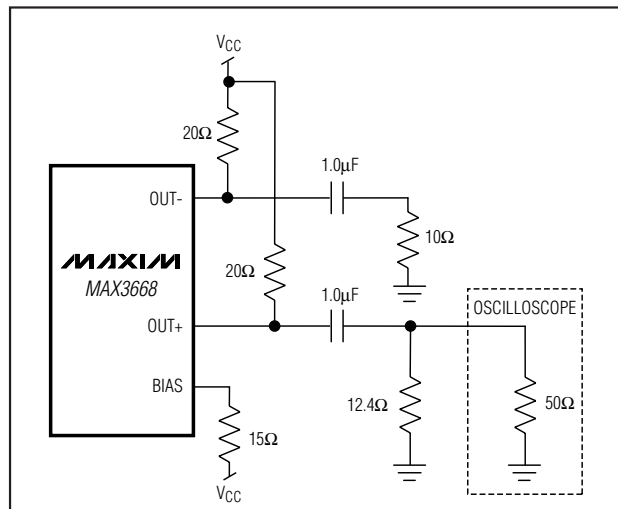 VCC
20Ω
1.0µF
OUT-
10Ω
MAXIM
MAX3668
20Ω
1.0µF
OUT+
OSCILLOSCOPE
BIAS
12.4Ω
50Ω
15Ω
VCC